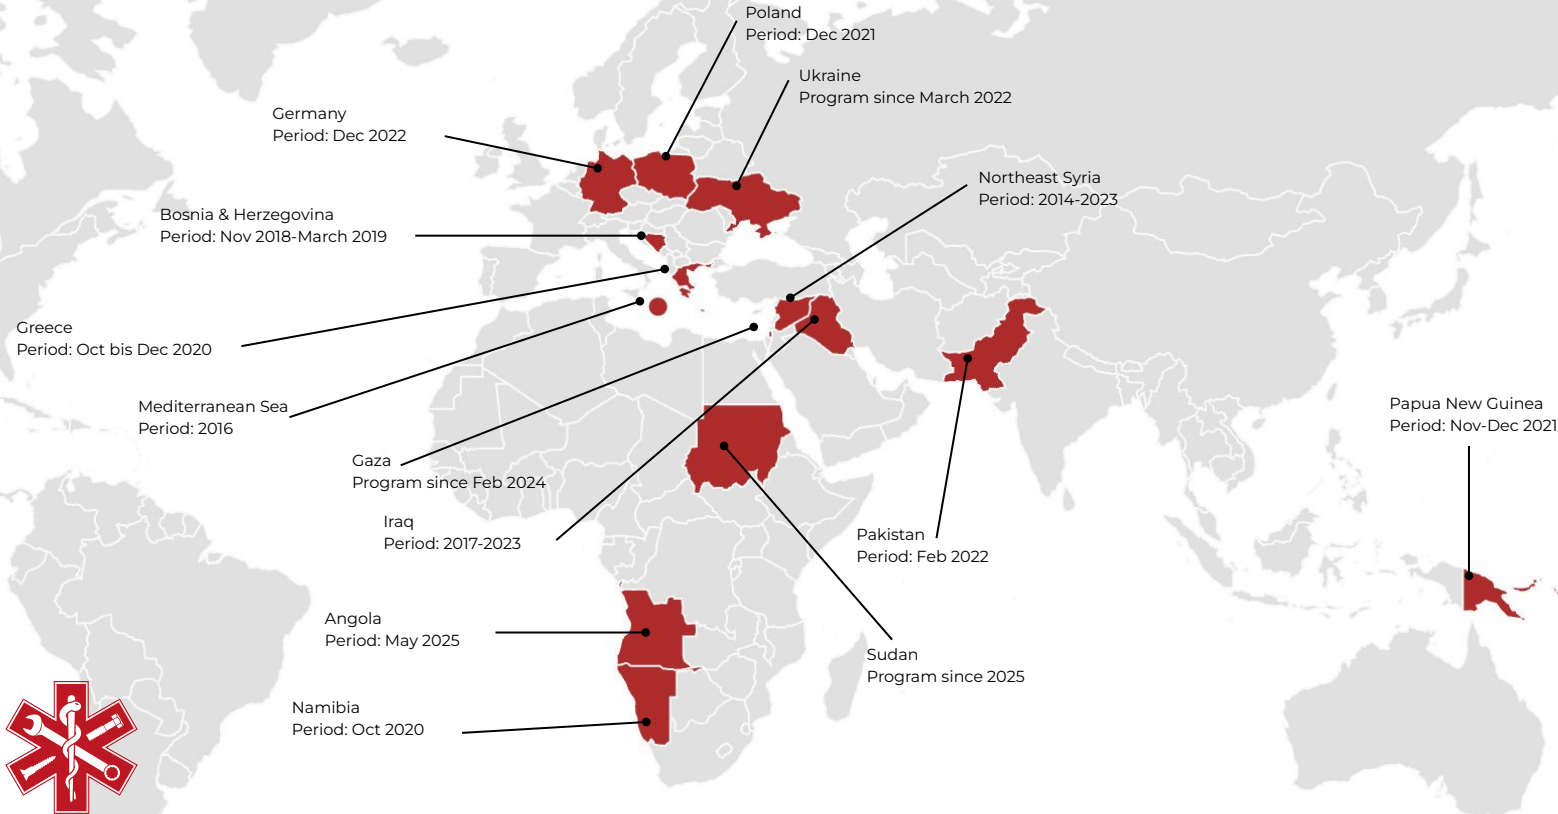 Poland
Period: Dec 2021
Ukraine
Program since March 2022
Germany
Period: Dec 2022
Northeast Syria
Period: 2014-2023
Bosnia & Herzegovina
Period: Nov 2018-March 2019
Greece
Period: Oct bis Dec 2020
Mediterranean Sea
Period: 2016
Papua New Guinea
Period: Nov-Dec 2021
Gaza
Program since Feb 2024
Iraq
Period: 2017-2023
Pakistan
Period: Feb 2022
Angola
Period: May 2025
Sudan
Program since 2025
Namibia
Period: Oct 2020